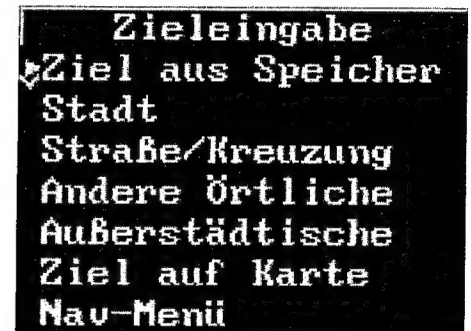 Zieleingabe
Ziel aus Speicher
Stadt
Straße/Kreuzung
Andere Örtliche
Außerstädtische
Ziel auf Karte
Nav-Menü